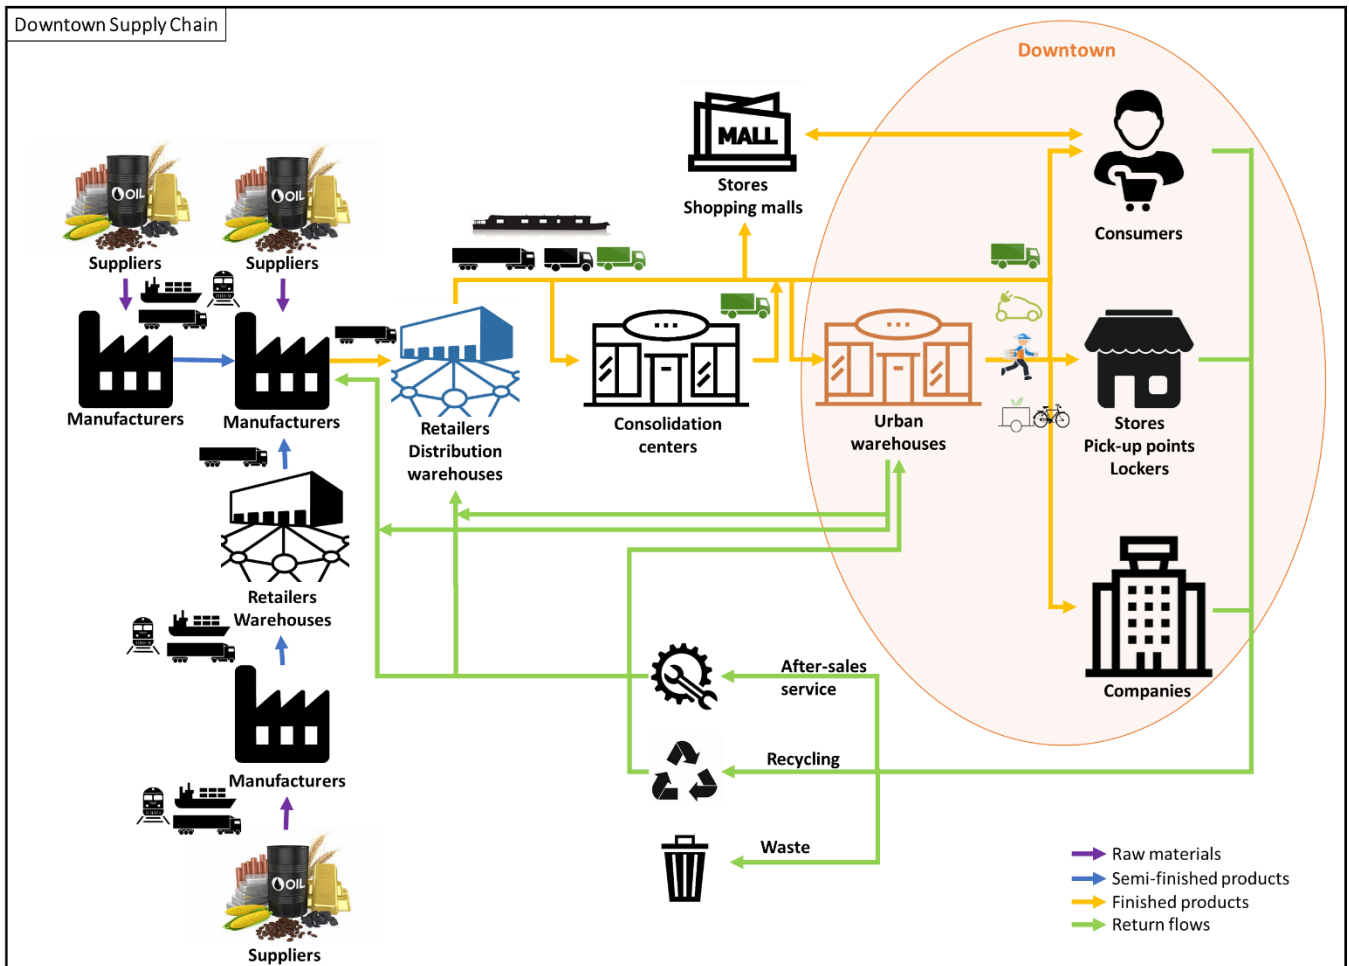 Downtown Supply Chain
Downtown
MALL
Stores
Shopping malls
Consumers
OIL
OIL
Suppliers
Suppliers
Manufacturers
Manufacturers
Retailers
Distribution
warehouses
Consolidation
centers
Urban
warehouses
Stores
Pick-up points
Lockers
Retailers
Warehouses
Manufacturers
OIL
Suppliers
After-sales
service
Recycling
Waste
Companies
Raw materials
Semi-finished products
Finished products
Return flows